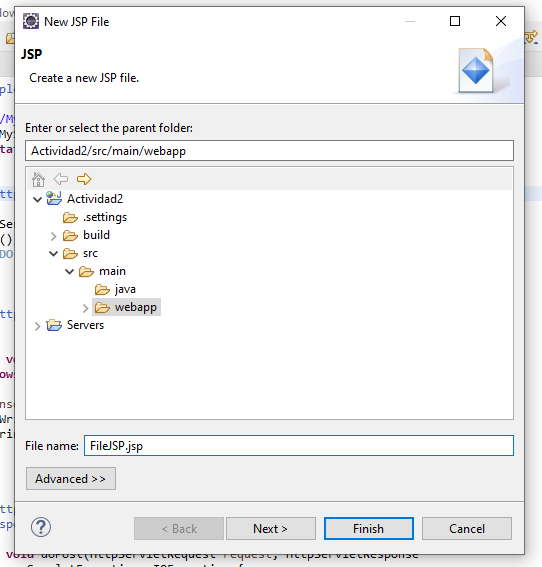 New JSP File
JSP
Create a new JSP file.
Enter or select the parent folder:
Actividad2/src/main/webapp
Actividad2
.settings
build
src
main
java
webapp
Servers
File name: FileJSP.jsp
Advanced >>
< Back Next > Finish Cancel
void doPost(HttpServletRequest request, HttpServletResponse